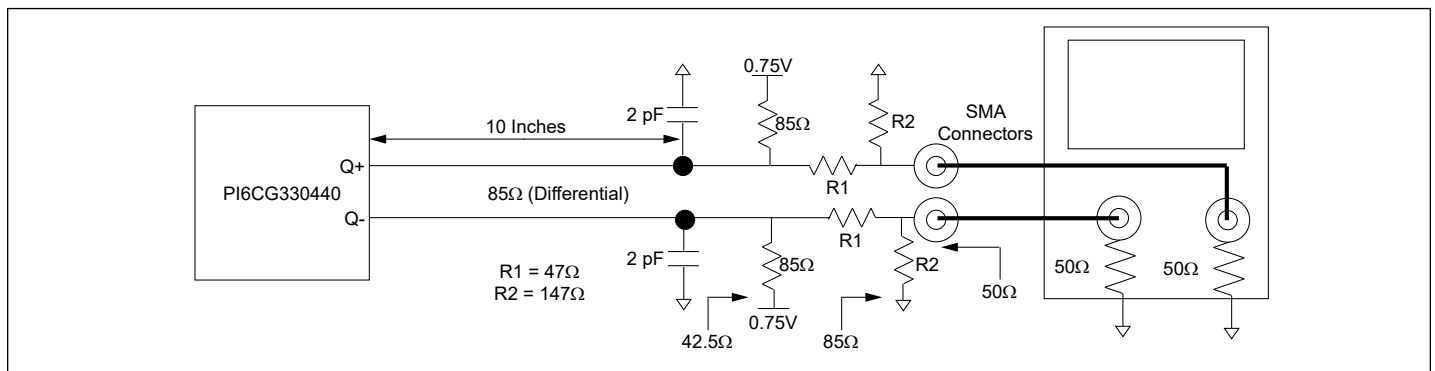 0.75V
2 pF
85Ω
R2
SMA
Connectors
10 Inches
Q+
R1
PI6CG330440
85Ω (Differential)
Q-
R1
2 pF
85Ω
R2
50Ω
50Ω
50Ω
R1 = 47Ω
R2 = 147Ω
0.75V
42.5Ω
85Ω